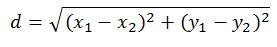 d = √((x₁ − x₂)² + (y₁ − y₂)²)